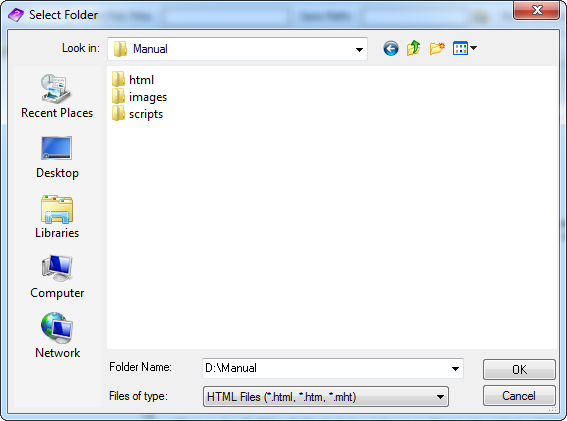 Select Folder
Look in: Manual
Recent Places
Desktop
Libraries
Computer
Network
html
images
scripts
Folder Name: D:\Manual OK
Files of type: HTML Files (*.html, *.htm, *.mht) Cancel